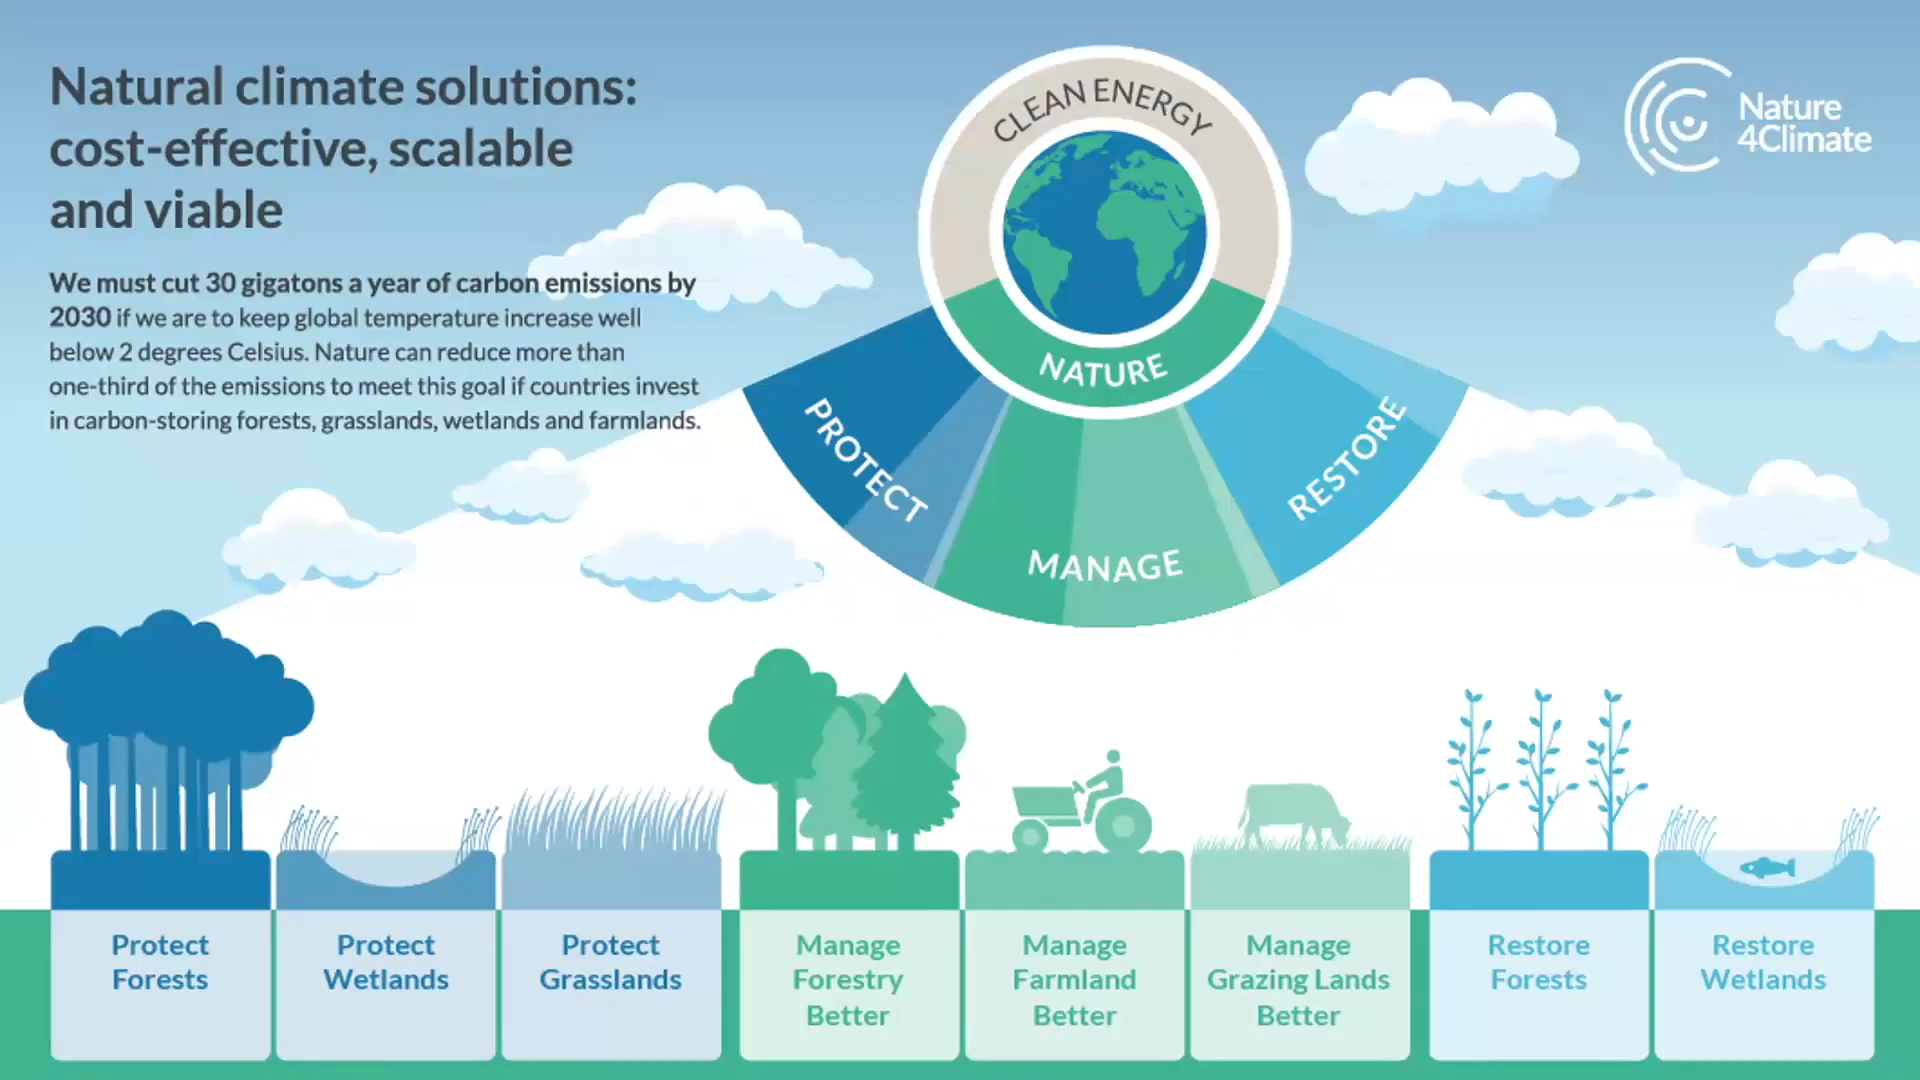 Natural climate solutions:
cost-effective, scalable
and viable
We must cut 30 gigatons a year of carbon emissions by
2030 if we are to keep global temperature increase well
below 2 degrees Celsius. Nature can reduce more than
one-third of the emissions to meet this goal if countries invest
in carbon-storing forests, grasslands, wetlands and farmlands.
CLEAN ENERGY
NATURE
PROTECT
MANAGE
RESTORE
Nature
4Climate
Protect
Forests
Protect
Wetlands
Protect
Grasslands
Manage
Forestry
Better
Manage
Farmland
Better
Manage
Grazing Lands
Better
Restore
Forests
Restore
Wetlands